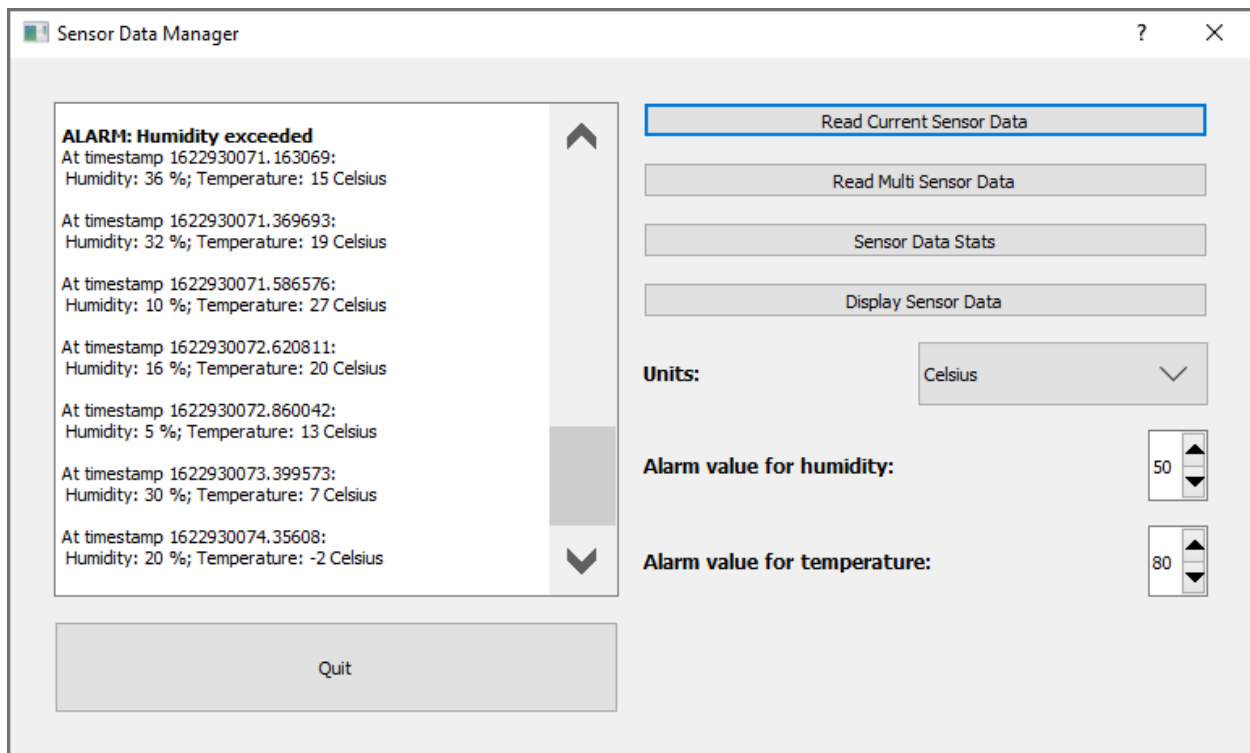 Sensor Data Manager
?
ALARM: Humidity exceeded
At timestamp 1622930071.163069:
Humidity: 36 %; Temperature: 15 Celsius
At timestamp 1622930071.369693:
Humidity: 32 %; Temperature: 19 Celsius
At timestamp 1622930071.586576:
Humidity: 10 %; Temperature: 27 Celsius
At timestamp 1622930072.620811:
Humidity: 16 %; Temperature: 20 Celsius
At timestamp 1622930072.860042:
Humidity: 5 %; Temperature: 13 Celsius
At timestamp 1622930073.399573:
Humidity: 30 %; Temperature: 7 Celsius
At timestamp 1622930074.35608:
Humidity: 20 %; Temperature: -2 Celsius
Quit
Read Current Sensor Data
Read Multi Sensor Data
Sensor Data Stats
Display Sensor Data
Units: Celsius
Alarm value for humidity: 50
Alarm value for temperature: 80